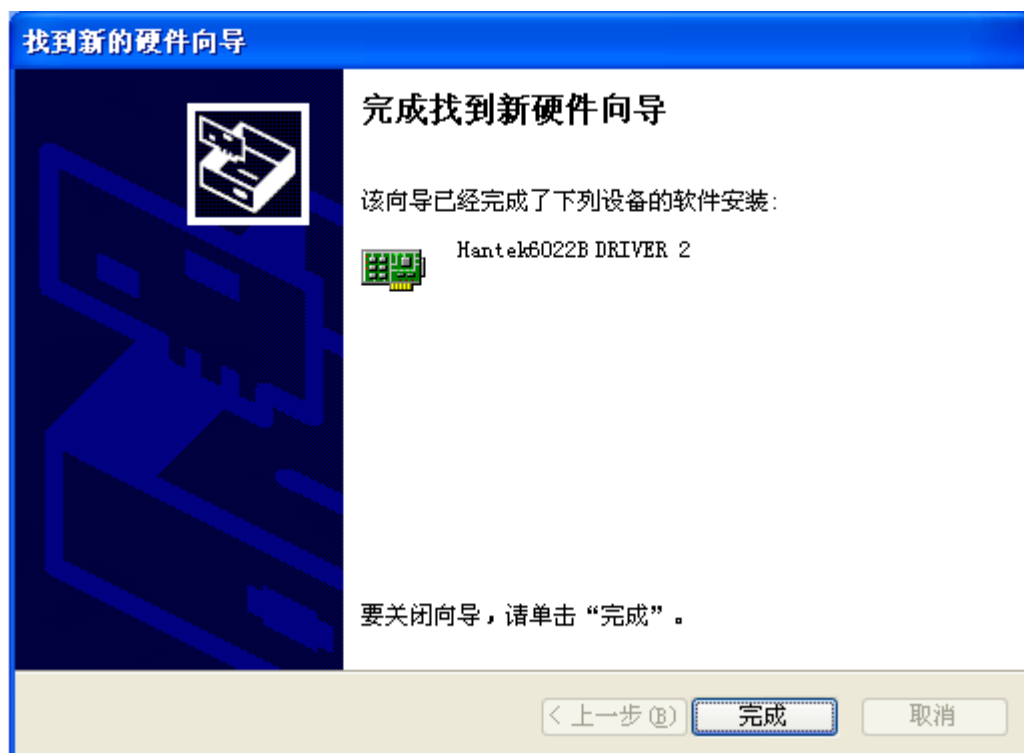 找到新的硬件向导
完成找到新硬件向导
该向导已经完成了下列设备的软件安装:
Hantek6022B DRIVER 2
要关闭向导，请单击“完成”。
< 上一步(B)
完成
取消